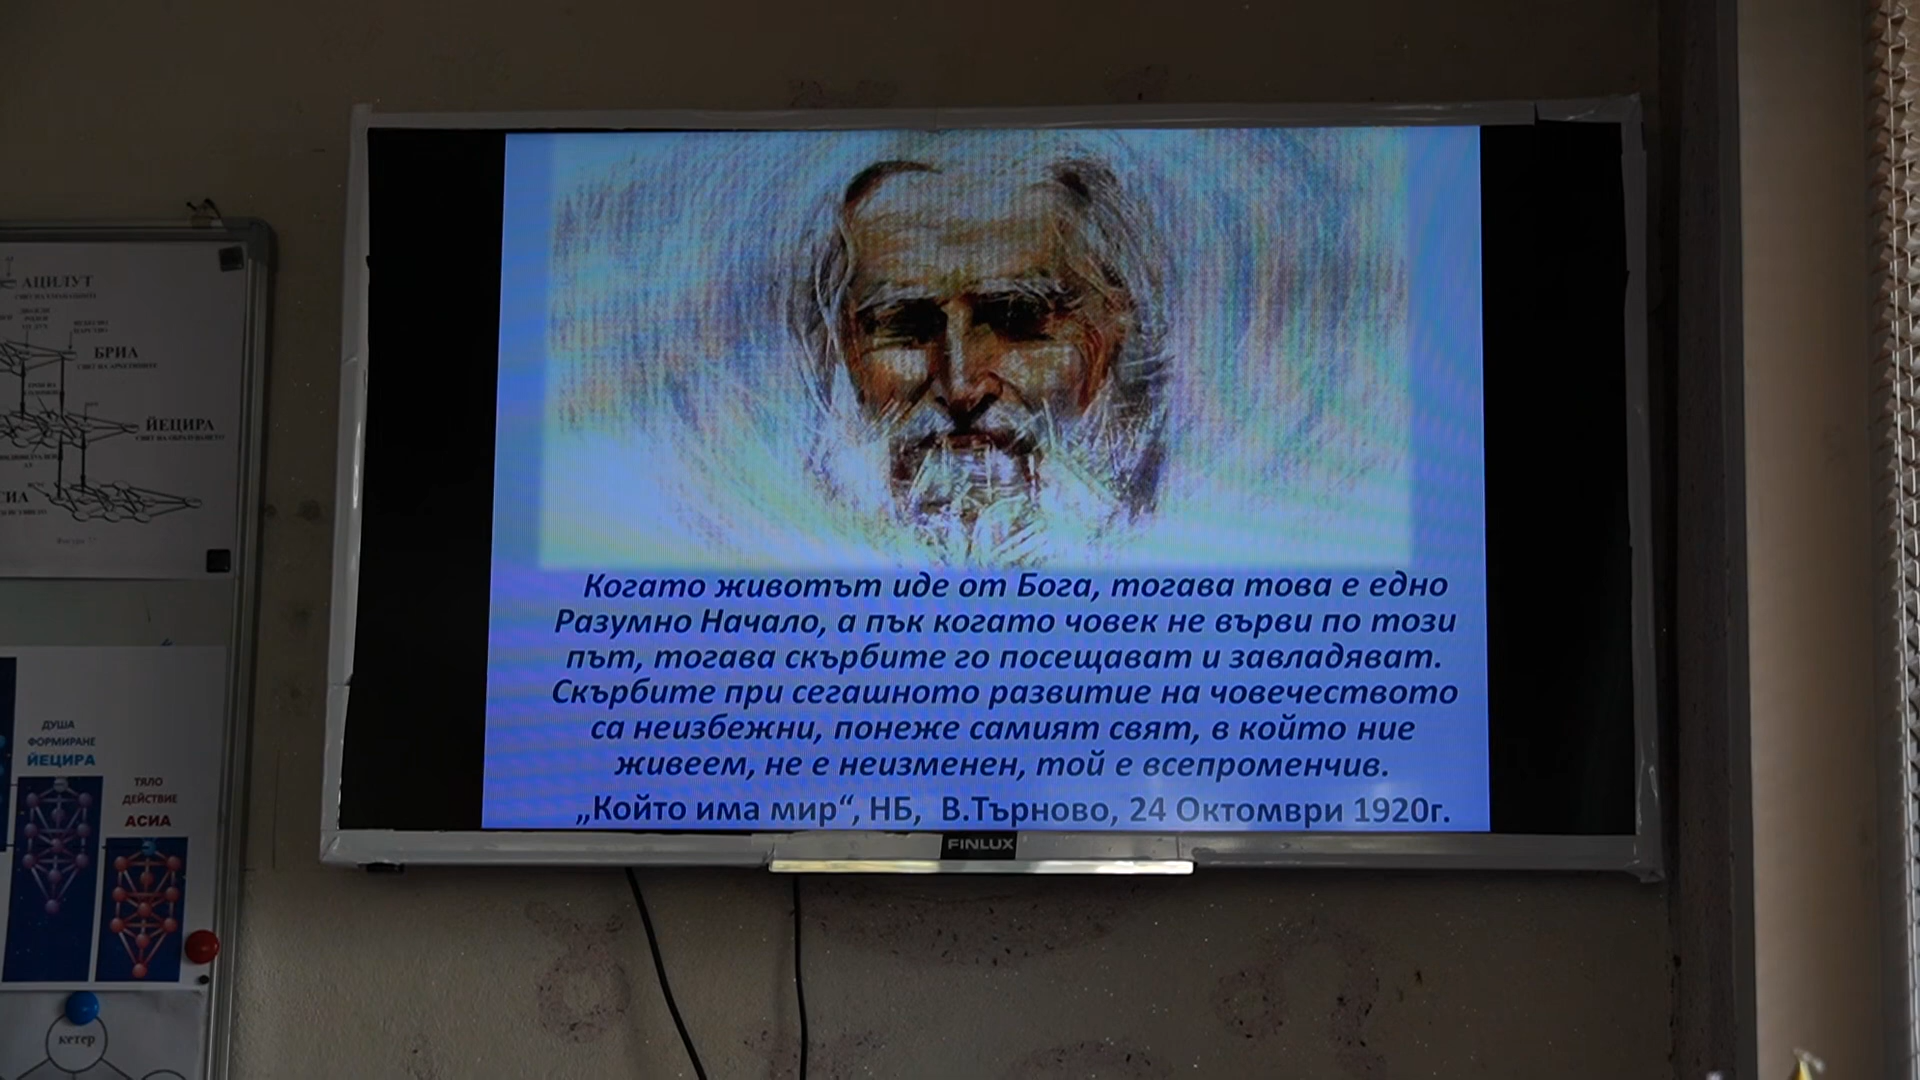 АЦИЛУТ
БРИА
ЙЕЦИРА
ДУША
ФОРМИРАНЕ
ЙЕЦИРА
ТЯЛО
ДЕЙСТВИЕ
АСИА
кетер
Когато животът иде от Бога, тогава това е едно
Разумно Начало, а пък когато човек не върви по този
път, тогава скърбите го посещават и завладяват.
Скърбите при сегашното развитие на човечеството
са неизбежни, понеже самият свят, в който ние
живеем, не е неизменен, той е всепроменчив.
„Който има мир“, НБ, В.Търново, 24 Октомври 1920г.
FINLUX